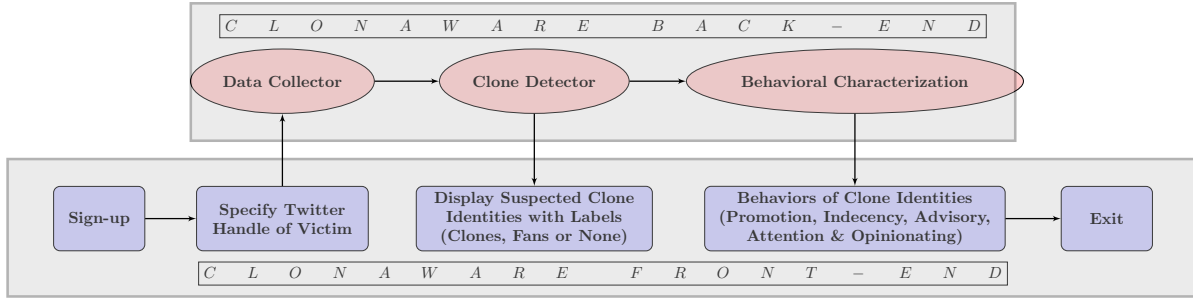 C L O N A W A R E B A C K – E N D
Data Collector
Clone Detector
Behavioral Characterization
Sign-up
Specify Twitter
Handle of Victim
Display Suspected Clone
Identities with Labels
(Clones, Fans or None)
Behaviors of Clone Identities
(Promotion, Indecency, Advisory,
Attention & Opinionating)
Exit
C L O N A W A R E F R O N T – E N D